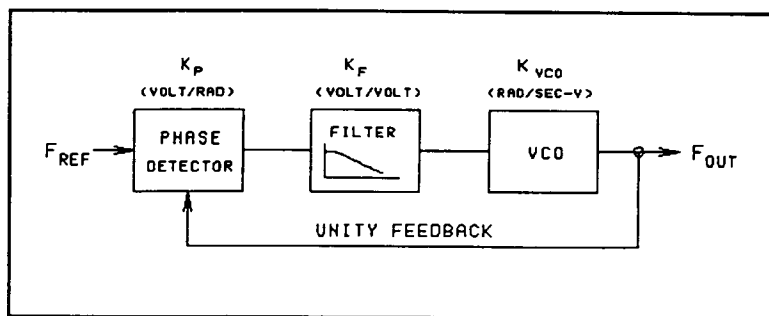 K_P
(VOLT/RAD)
K_F
(VOLT/VOLT)
K_VCO
(RAD/SEC-V)
F_REF
PHASE
DETECTOR
FILTER
VCO
F_OUT
UNITY FEEDBACK